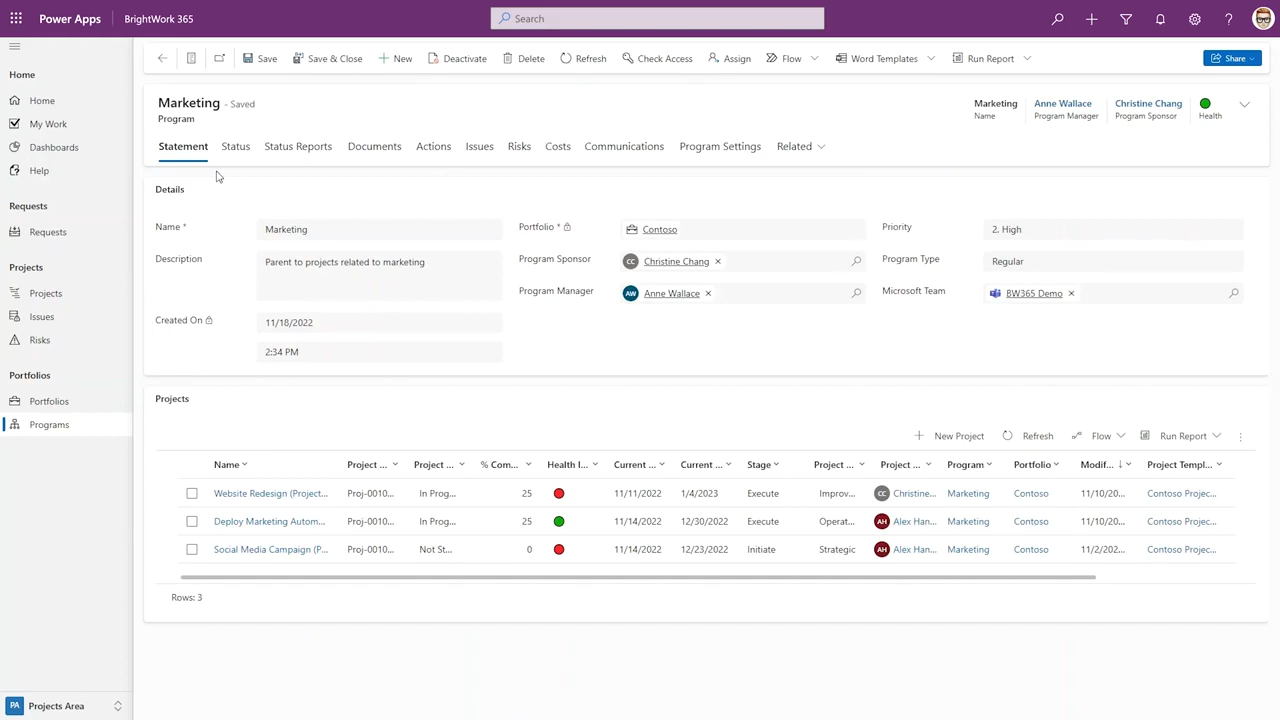 Power Apps BrightWork 365 Search
Save Save & Close New Deactivate Delete Refresh Check Access Assign Flow Word Templates Run Report Share
Home
Home
My Work
Dashboards
Help
Requests
Requests
Projects
Projects
Issues
Risks
Portfolios
Portfolios
Programs
PA Projects Area
Marketing - Saved
Program
Marketing
Name
Anne Wallace
Program Manager
Christine Chang
Program Sponsor
Health
Statement Status Status Reports Documents Actions Issues Risks Costs Communications Program Settings Related
Details
Name * Marketing Portfolio * Contoso Priority 2. High
Description Parent to projects related to marketing Program Sponsor CC Christine Chang Program Type Regular
Program Manager AW Anne Wallace Microsoft Team BW365 Demo
Created On 11/18/2022
2:34 PM
Projects
New Project Refresh Flow Run Report
Name Project ... Project ... % Com... Health I... Current ... Current ... Stage Project ... Project ... Program Portfolio Modif... Project Templ...
Website Redesign (Project... Proj-0010... In Prog... 25 11/11/2022 1/4/2023 Execute Improv... CC Christine... Marketing Contoso 11/10/20... Contoso Projec...
Deploy Marketing Autom... Proj-0010... In Prog... 25 11/14/2022 12/30/2022 Execute Operat... AH Alex Han... Marketing Contoso 11/10/20... Contoso Projec...
Social Media Campaign (P... Proj-0010... Not St... 0 11/14/2022 12/23/2022 Initiate Strategic AH Alex Han... Marketing Contoso 11/2/202... Contoso Projec...
Rows: 3